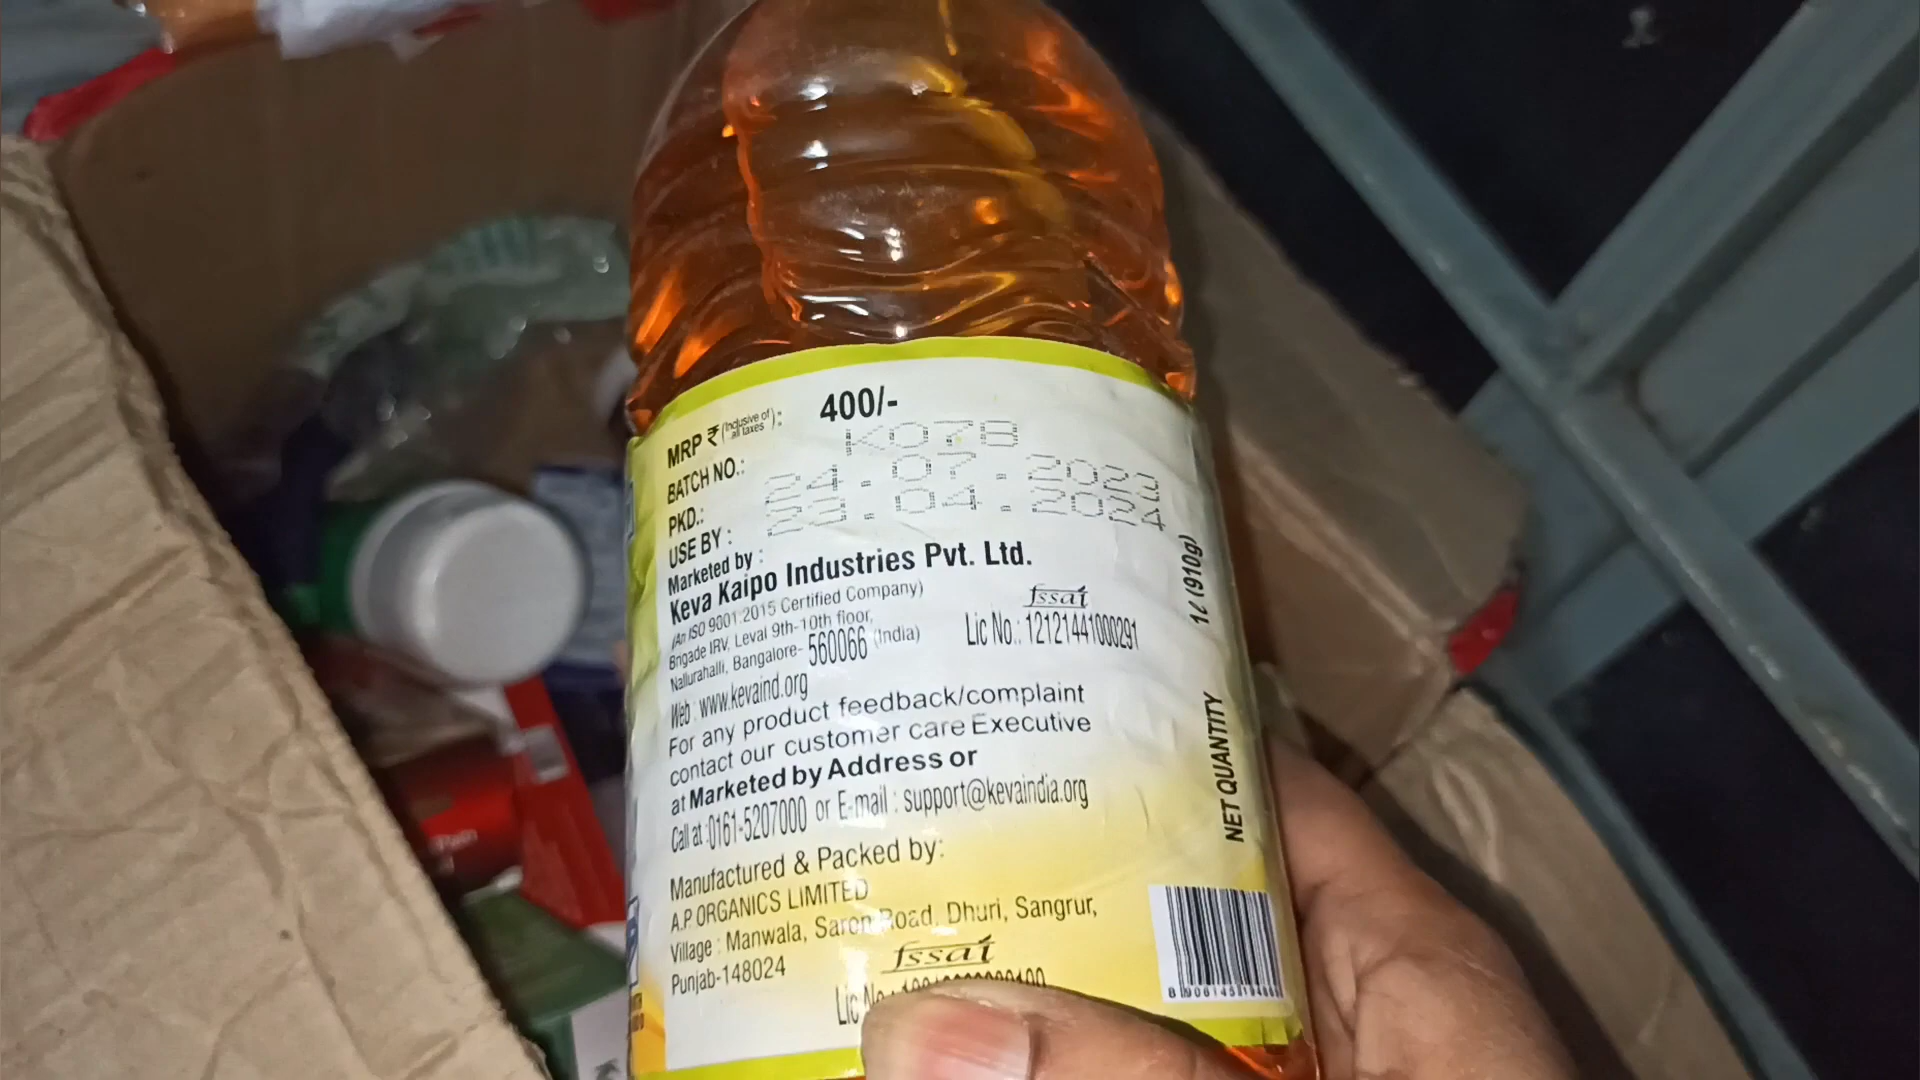 MRP ₹ (Inclusive of all taxes): 400/-
BATCH NO.: K07B
PKD.: 24.07.202
USE BY : .04.2024
Marketed by :
Keva Kaipo Industries Pvt. Ltd.
(An ISO 9001:2015 Certified Company)
Brigade IRV, Leval 9th-10th floor,
Nallurahalli, Bangalore- 560066 (India)
fssai
Lic No.: 12121441000291
Web : www.kevaind.org
For any product feedback/complaint
contact our customer care Executive
at Marketed by Address or
Call at :0161-5207000 or E-mail : support@kevaindia.org
Manufactured & Packed by:
A.P ORGANICS LIMITED
Village : Manwala, Saron Road, Dhuri, Sangrur,
Punjab-148024
fssai
Lic No.:
NET QUANTITY 1L (910g)